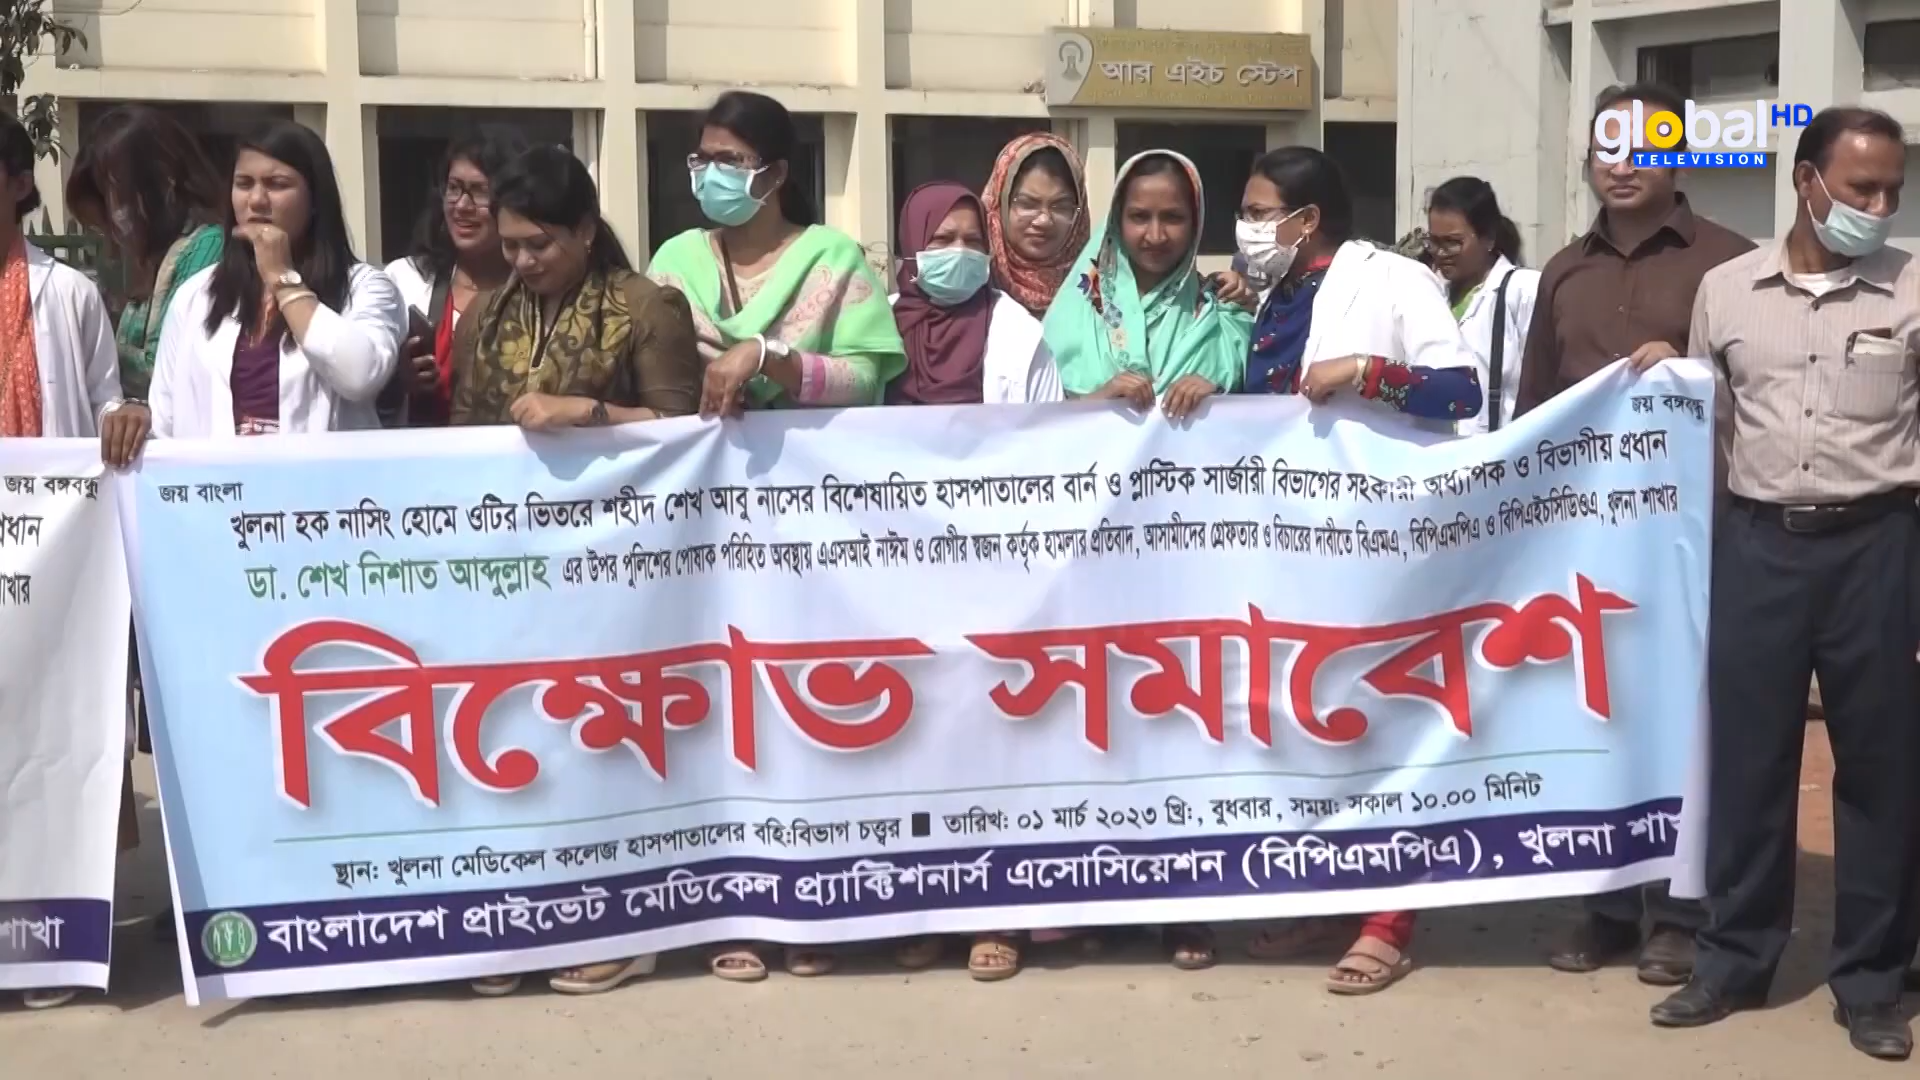 আর এইচ স্টেপ
global HD
TELEVISION
জয় বঙ্গবন্ধু
জয় বাংলা
জয় বঙ্গবন্ধু
খুলনা হক নাসিং হোমে ওটির ভিতরে শহীদ শেখ আবু নাসের বিশেষায়িত হাসপাতালের বার্ন ও প্লাস্টিক সার্জারী বিভাগের সহকারী অধ্যাপক ও বিভাগীয় প্রধান
ডা. শেখ নিশাত আব্দুল্লাহ এর উপর পুলিশের পোষাক পরিহিত অবস্থায় এএসআই নাঈম ও রোগীর স্বজন কর্তৃক হামলার প্রতিবাদ, আসামীদের গ্রেফতার ও বিচারের দাবীতে বিএমএ, বিপিএমপিএ ও বিপিএইচসিডিওএ, খুলনা শাখার
বিক্ষোভ সমাবেশ
স্থান: খুলনা মেডিকেল কলেজ হাসপাতালের বহি:বিভাগ চত্ত্বর ■ তারিখ: ০১ মার্চ ২০২৩ খ্রি:, বুধবার, সময়: সকাল ১০.০০ মিনিট
বাংলাদেশ প্রাইভেট মেডিকেল প্র্যাক্টিশনার্স এসোসিয়েশন (বিপিএমপিএ), খুলনা শাখ
শাখা